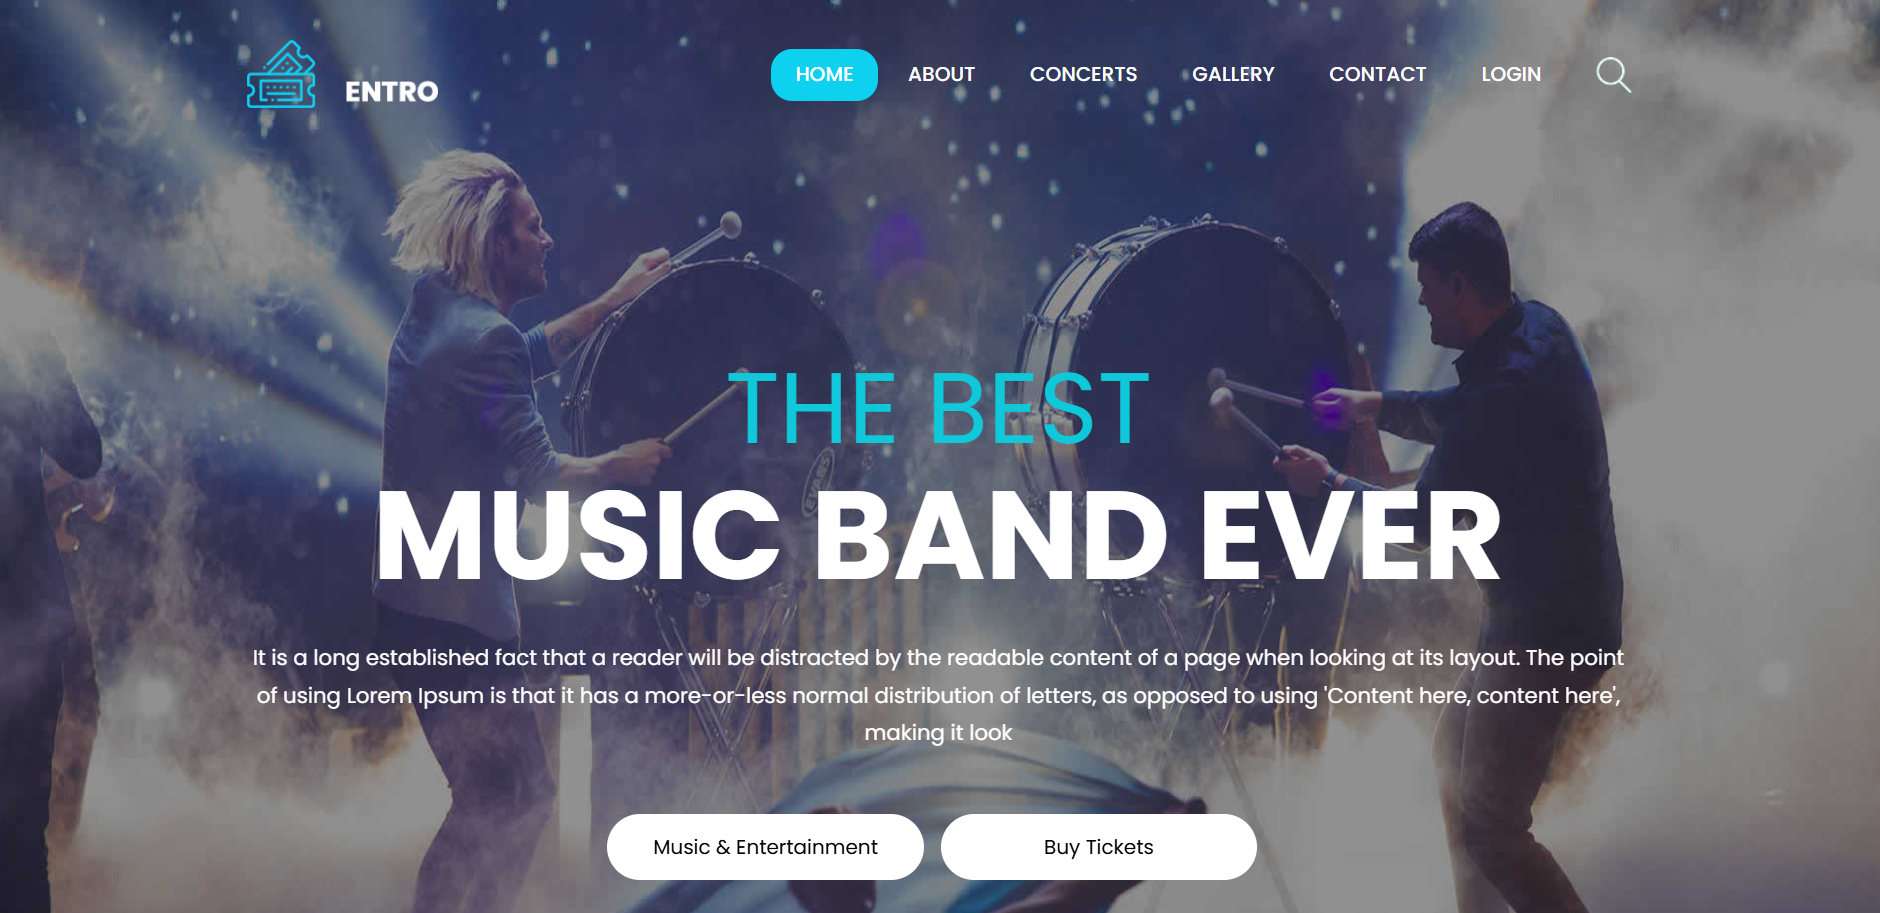 ENTRO
HOME ABOUT CONCERTS GALLERY CONTACT LOGIN
THE BEST
MUSIC BAND EVER
It is a long established fact that a reader will be distracted by the readable content of a page when looking at its layout. The point
of using Lorem Ipsum is that it has a more-or-less normal distribution of letters, as opposed to using 'Content here, content here',
making it look
Music & Entertainment
Buy Tickets